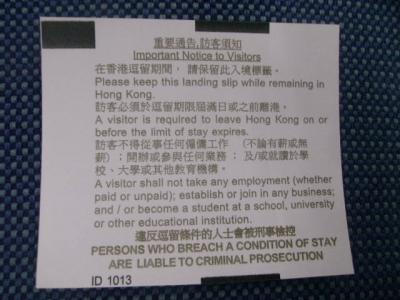 重要通告,訪客須知
Important Notice to Visitors
在香港逗留期間， 請保留此入境標籤。
Please keep this landing slip while remaining in
Hong Kong.
訪客必須於逗留期限屆滿日或之前離港。
A visitor is required to leave Hong Kong on or
before the limit of stay expires.
訪客不得從事任何僱傭工作 （不論有薪或無
薪）；開辦或參與任何業務 ； 及/或就讀於學
校、大學或其他教育機構。
A visitor shall not take any employment (whether
paid or unpaid); establish or join in any business;
and / or become a student at a school, university
or other educational institution.
違反逗留條件的人士會被刑事檢控
PERSONS WHO BREACH A CONDITION OF STAY
ARE LIABLE TO CRIMINAL PROSECUTION
ID 1013